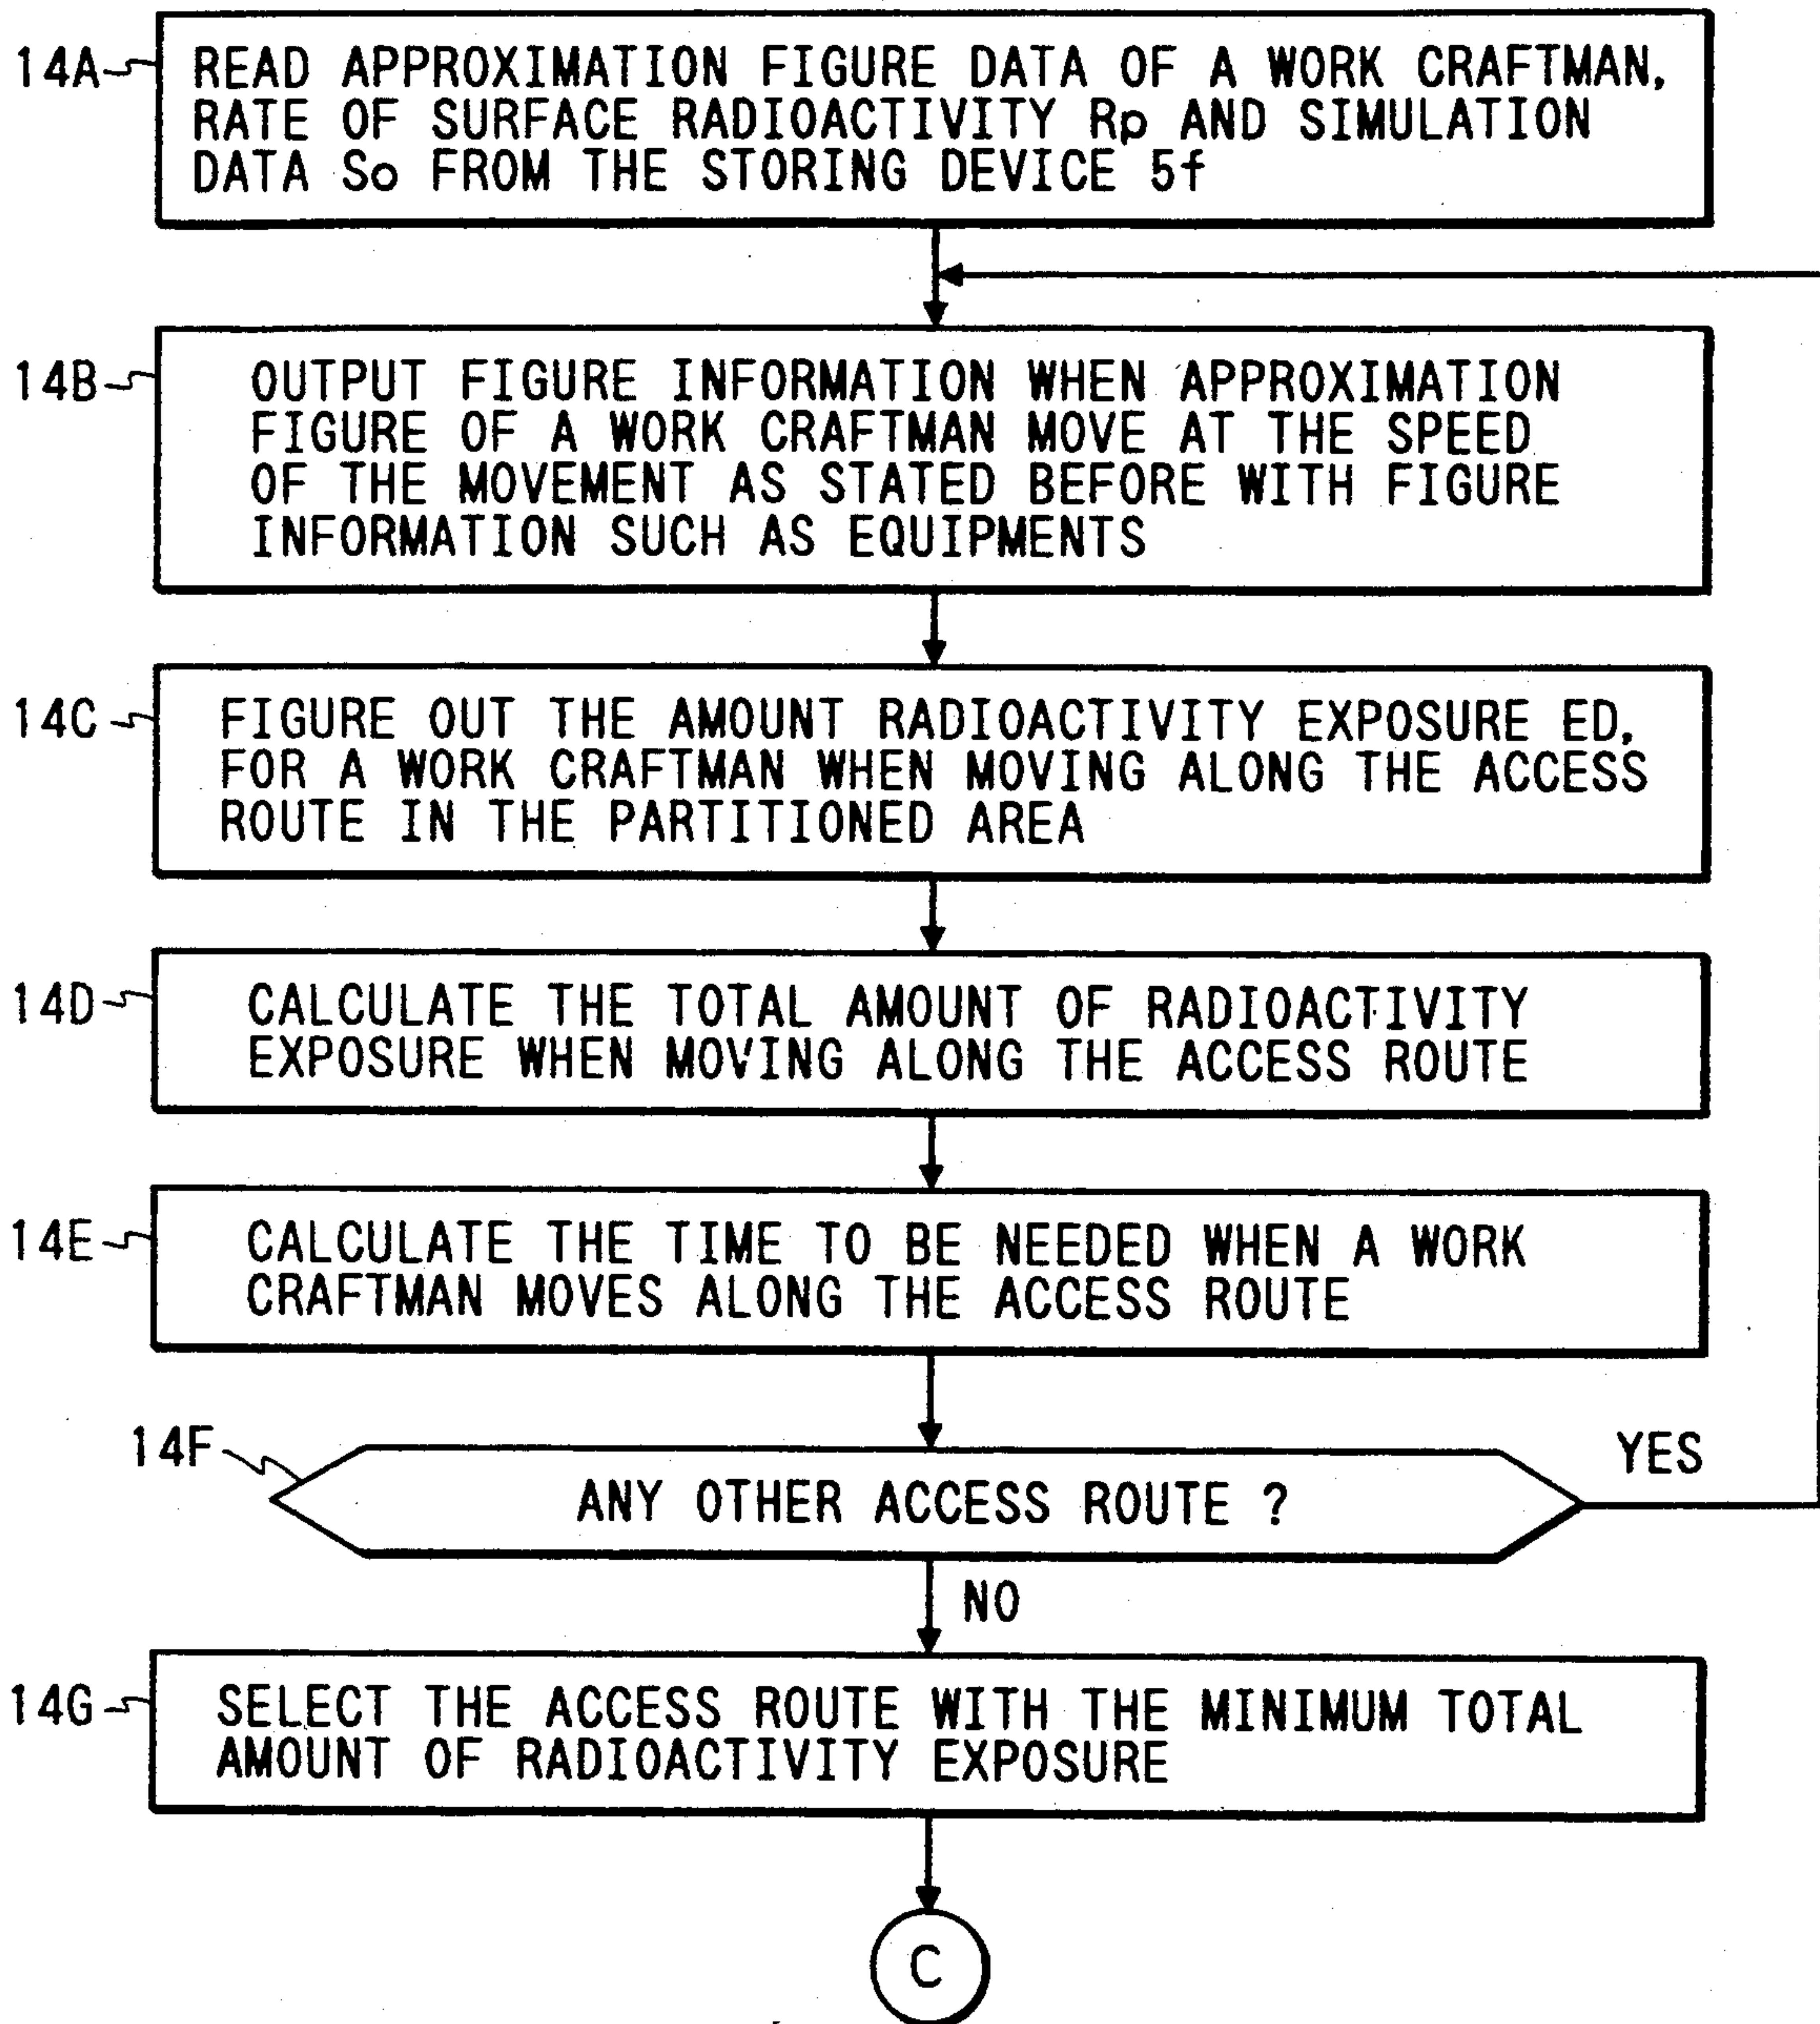 14A
READ APPROXIMATION FIGURE DATA OF A WORK CRAFTMAN,
RATE OF SURFACE RADIOACTIVITY Rp AND SIMULATION
DATA So FROM THE STORING DEVICE 5f
14B
OUTPUT FIGURE INFORMATION WHEN APPROXIMATION
FIGURE OF A WORK CRAFTMAN MOVE AT THE SPEED
OF THE MOVEMENT AS STATED BEFORE WITH FIGURE
INFORMATION SUCH AS EQUIPMENTS
14C
FIGURE OUT THE AMOUNT RADIOACTIVITY EXPOSURE ED,
FOR A WORK CRAFTMAN WHEN MOVING ALONG THE ACCESS
ROUTE IN THE PARTITIONED AREA
14D
CALCULATE THE TOTAL AMOUNT OF RADIOACTIVITY
EXPOSURE WHEN MOVING ALONG THE ACCESS ROUTE
14E
CALCULATE THE TIME TO BE NEEDED WHEN A WORK
CRAFTMAN MOVES ALONG THE ACCESS ROUTE
14F
YES
ANY OTHER ACCESS ROUTE ?
NO
14G
SELECT THE ACCESS ROUTE WITH THE MINIMUM TOTAL
AMOUNT OF RADIOACTIVITY EXPOSURE
C